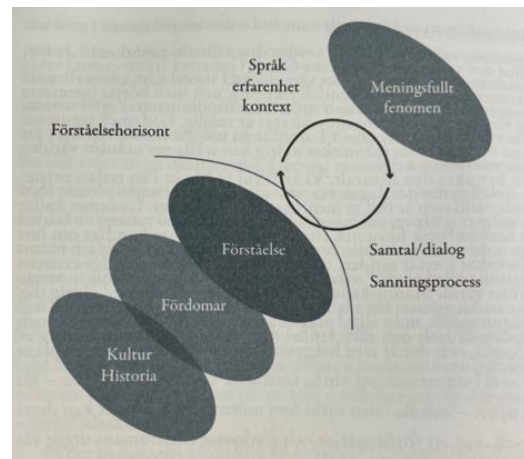 Språk
erfarenhet
kontext
Meningsfullt
fenomen
Förståelsehorisont
Förståelse
Samtal/dialog
Sanningsprocess
Fördomar
Kultur
Historia